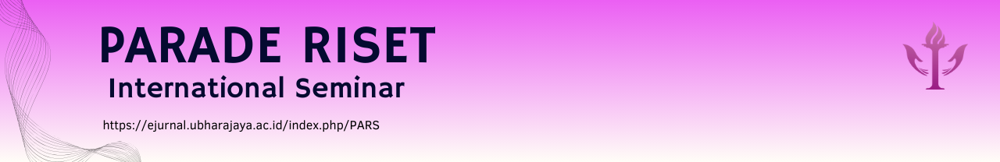 PARADE RISET
International Seminar
https://ejurnal.ubharajaya.ac.id/index.php/PARS